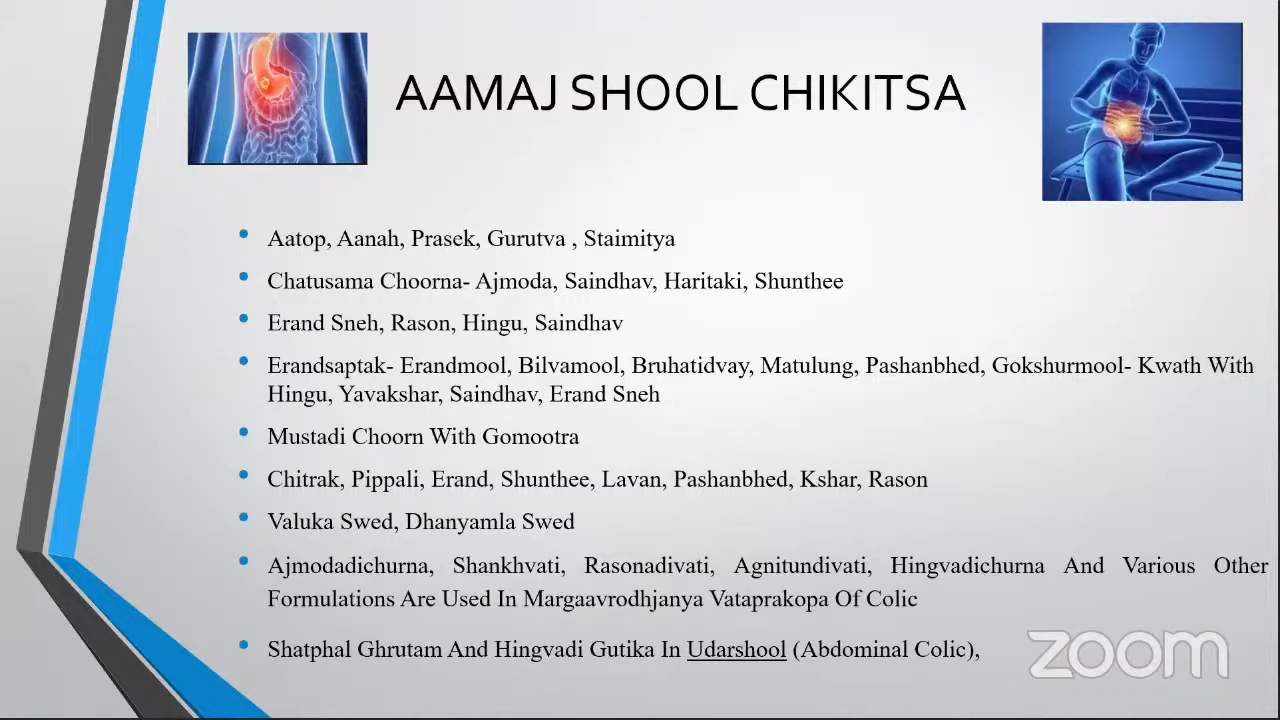 AAMAJ SHOOL CHIKITSA
• Aatop, Aanah, Prasek, Gurutva , Staimitya
• Chatusama Choorna- Ajmoda, Saindhav, Haritaki, Shunthee
• Erand Sneh, Rason, Hingu, Saindhav
• Erandsaptak- Erandmool, Bilvamool, Bruhatidvay, Matulung, Pashanbhed, Gokshurmool- Kwath With
Hingu, Yavakshar, Saindhav, Erand Sneh
• Mustadi Choorn With Gomootra
• Chitrak, Pippali, Erand, Shunthee, Lavan, Pashanbhed, Kshar, Rason
• Valuka Swed, Dhanyamla Swed
• Ajmodadichurna, Shankhvati, Rasonadivati, Agnitundivati, Hingvadichurna And Various Other
Formulations Are Used In Margaavrodhjanya Vataprakopa Of Colic
• Shatphal Ghrutam And Hingvadi Gutika In Udarshool (Abdominal Colic),
zoom